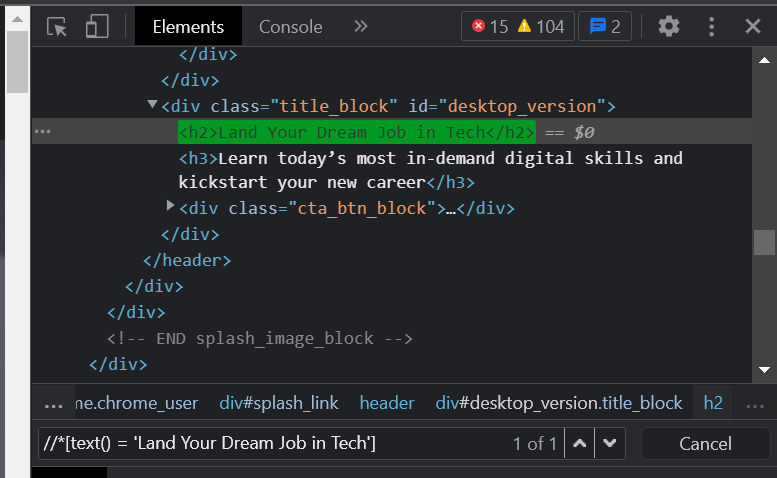 Elements Console » 15 104 2
</div>
</div>
<div class="title_block" id="desktop_version">
… <h2>Land Your Dream Job in Tech</h2> == $0
<h3>Learn today’s most in-demand digital skills and
kickstart your new career</h3>
<div class="cta_btn_block">…</div>
</div>
</header>
</div>
</div>
<!-- END splash_image_block -->
</div>
… me.chrome_user div#splash_link header div#desktop_version.title_block h2 …
//*[text() = 'Land Your Dream Job in Tech'] 1 of 1 Cancel